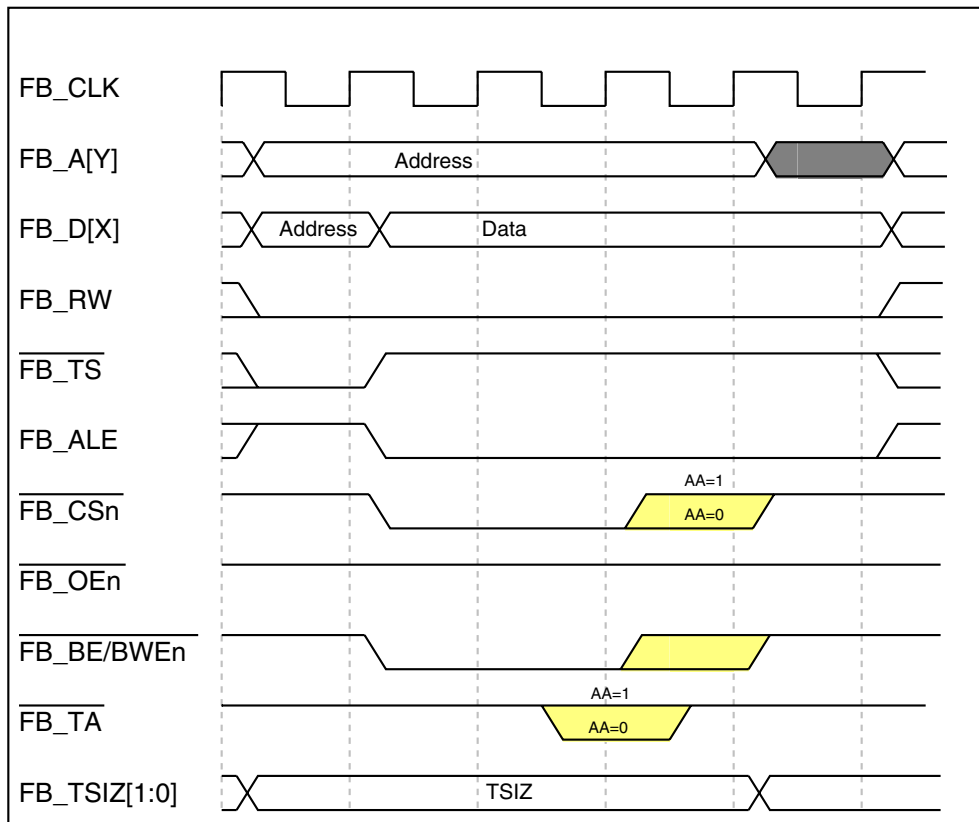 FB_CLK
FB_A[Y] Address
FB_D[X] Address Data
FB_RW
FB_TS
FB_ALE
FB_CSn AA=1
AA=0
FB_OEn
FB_BE/BWEn
FB_TA AA=1
AA=0
FB_TSIZ[1:0] TSIZ